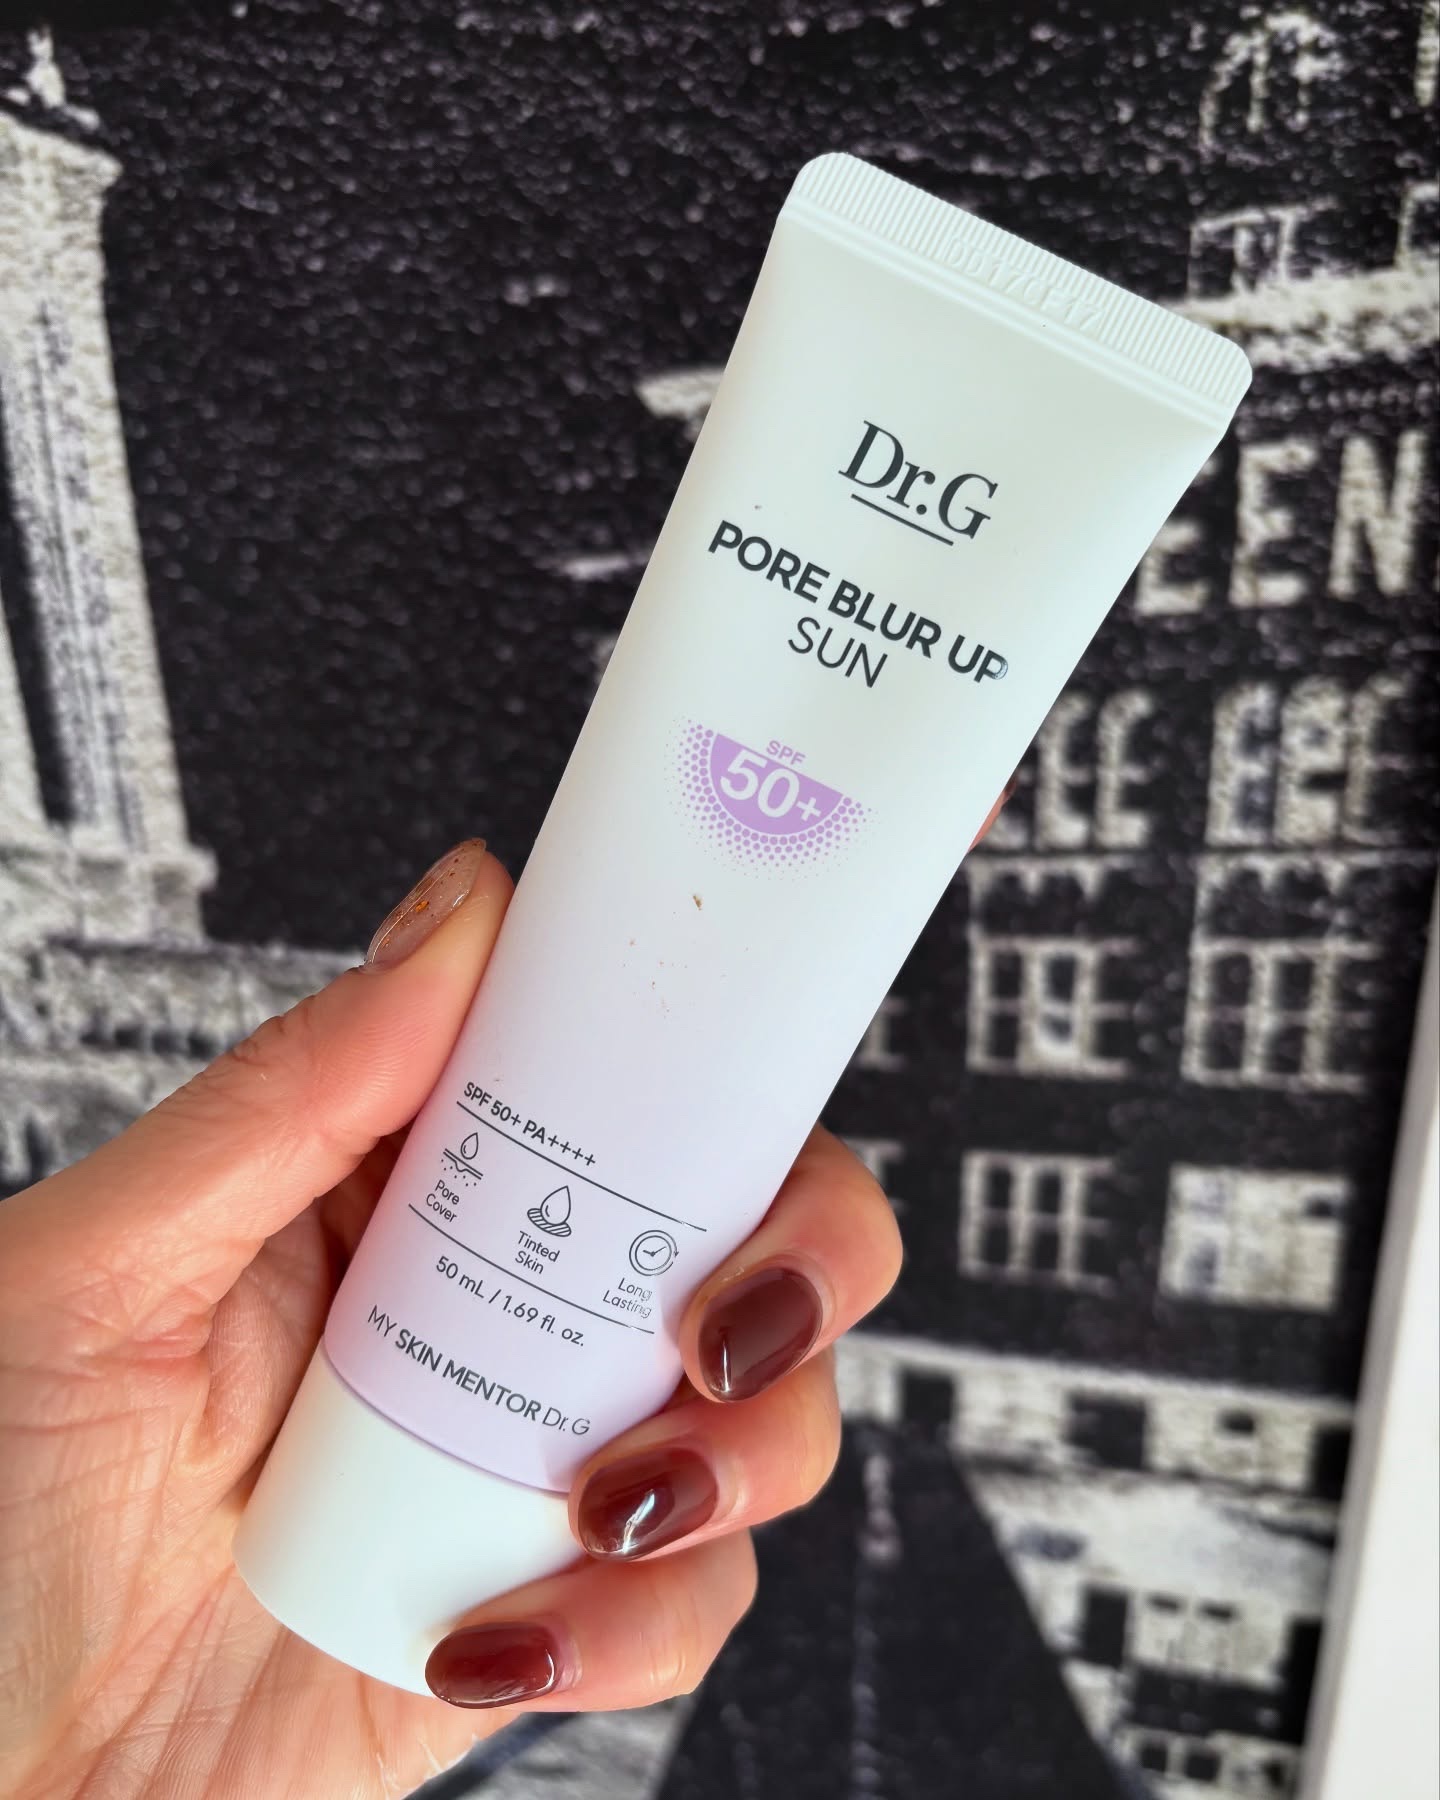 Dr.G
PORE BLUR UP
SUN
SPF
50+
SPF 50+ PA++++
Pore
Cover
Tinted
Skin
Long
Lasting
50 mL / 1.69 fl. oz.
MY SKIN MENTOR Dr. G